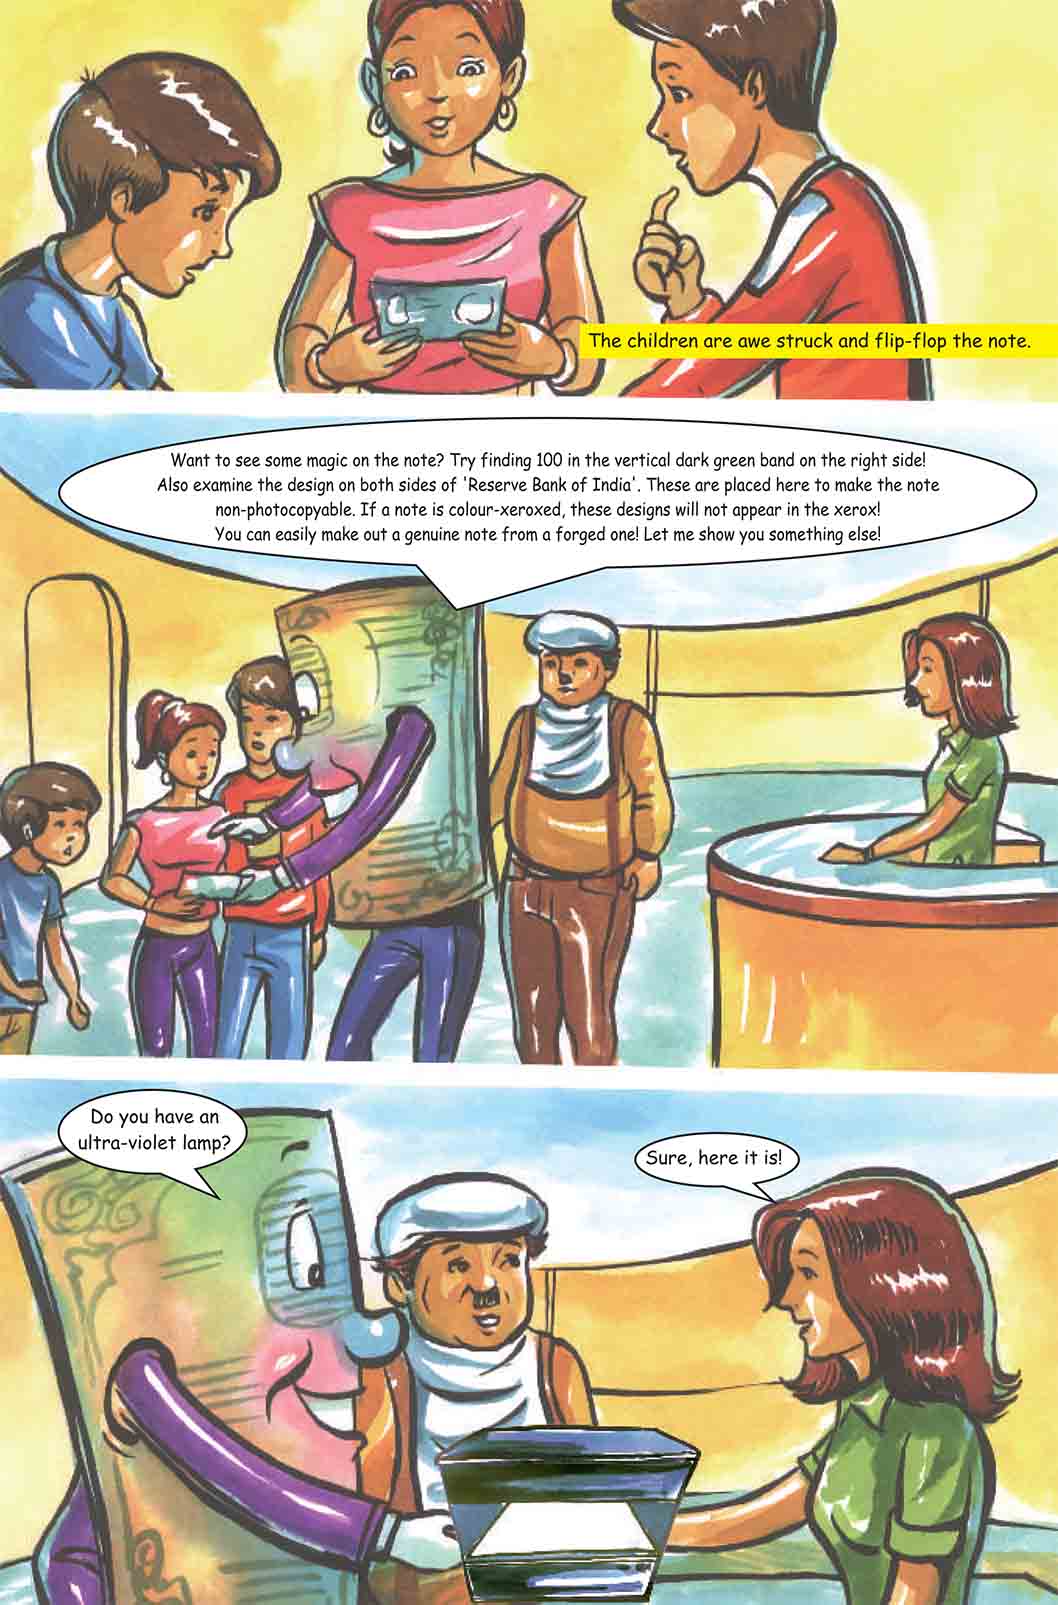 The children are awe struck and flip-flop the note.
Want to see some magic on the note? Try finding 100 in the vertical dark green band on the right side!
Also examine the design on both sides of 'Reserve Bank of India'. These are placed here to make the note
non-photocopyable. If a note is colour-xeroxed, these designs will not appear in the xerox!
You can easily make out a genuine note from a forged one! Let me show you something else!
Do you have an
ultra-violet lamp?
Sure, here it is!